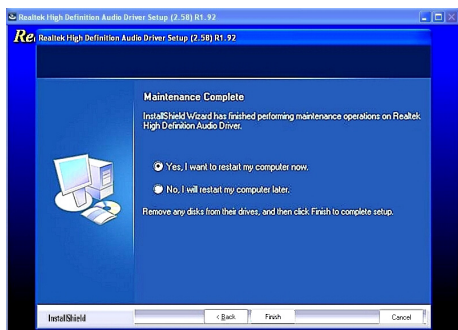 Realtek High Definition Audio Driver Setup (2.58) R1.92
Re
Realtek High Definition Audio Driver Setup (2.58) R1.92
Maintenance Complete
InstallShield Wizard has finished performing maintenance operations on Realtek
High Definition Audio Driver.
Yes, I want to restart my computer now.
No, I will restart my computer later.
Remove any disks from their drives, and then click Finish to complete setup.
InstallShield
< Back Finish Cancel